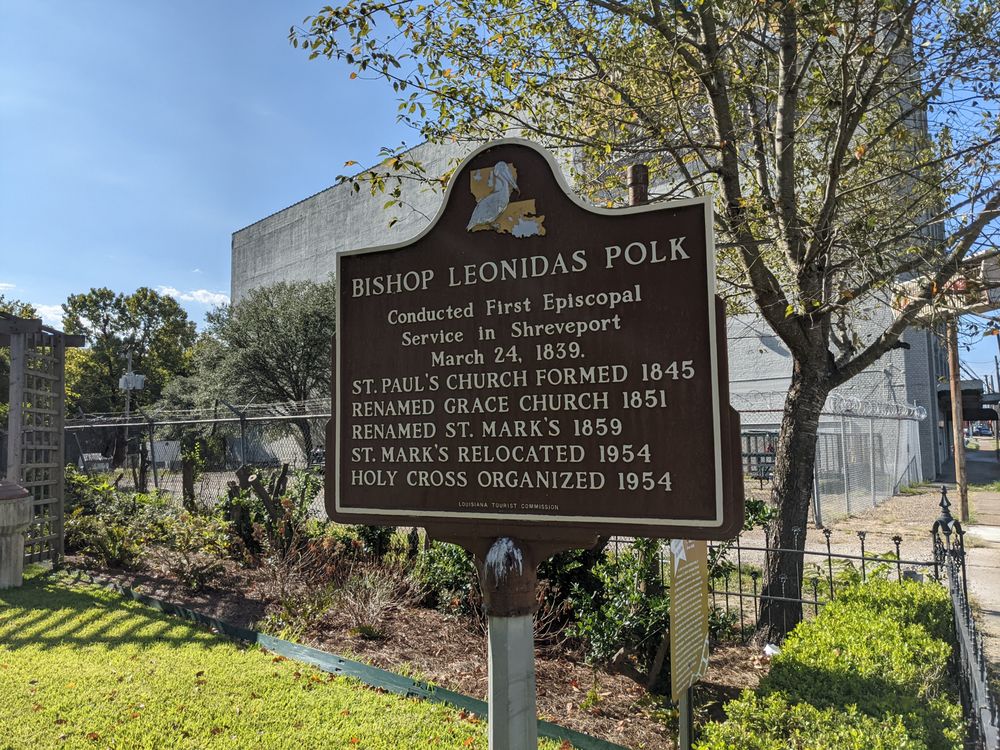 BISHOP LEONIDAS POLK
Conducted First Episcopal
Service in Shreveport
March 24, 1839.
ST. PAUL'S CHURCH FORMED 1845
RENAMED GRACE CHURCH 1851
RENAMED ST. MARK'S 1859
ST. MARK'S RELOCATED 1954
HOLY CROSS ORGANIZED 1954
LOUISIANA TOURIST COMMISSION